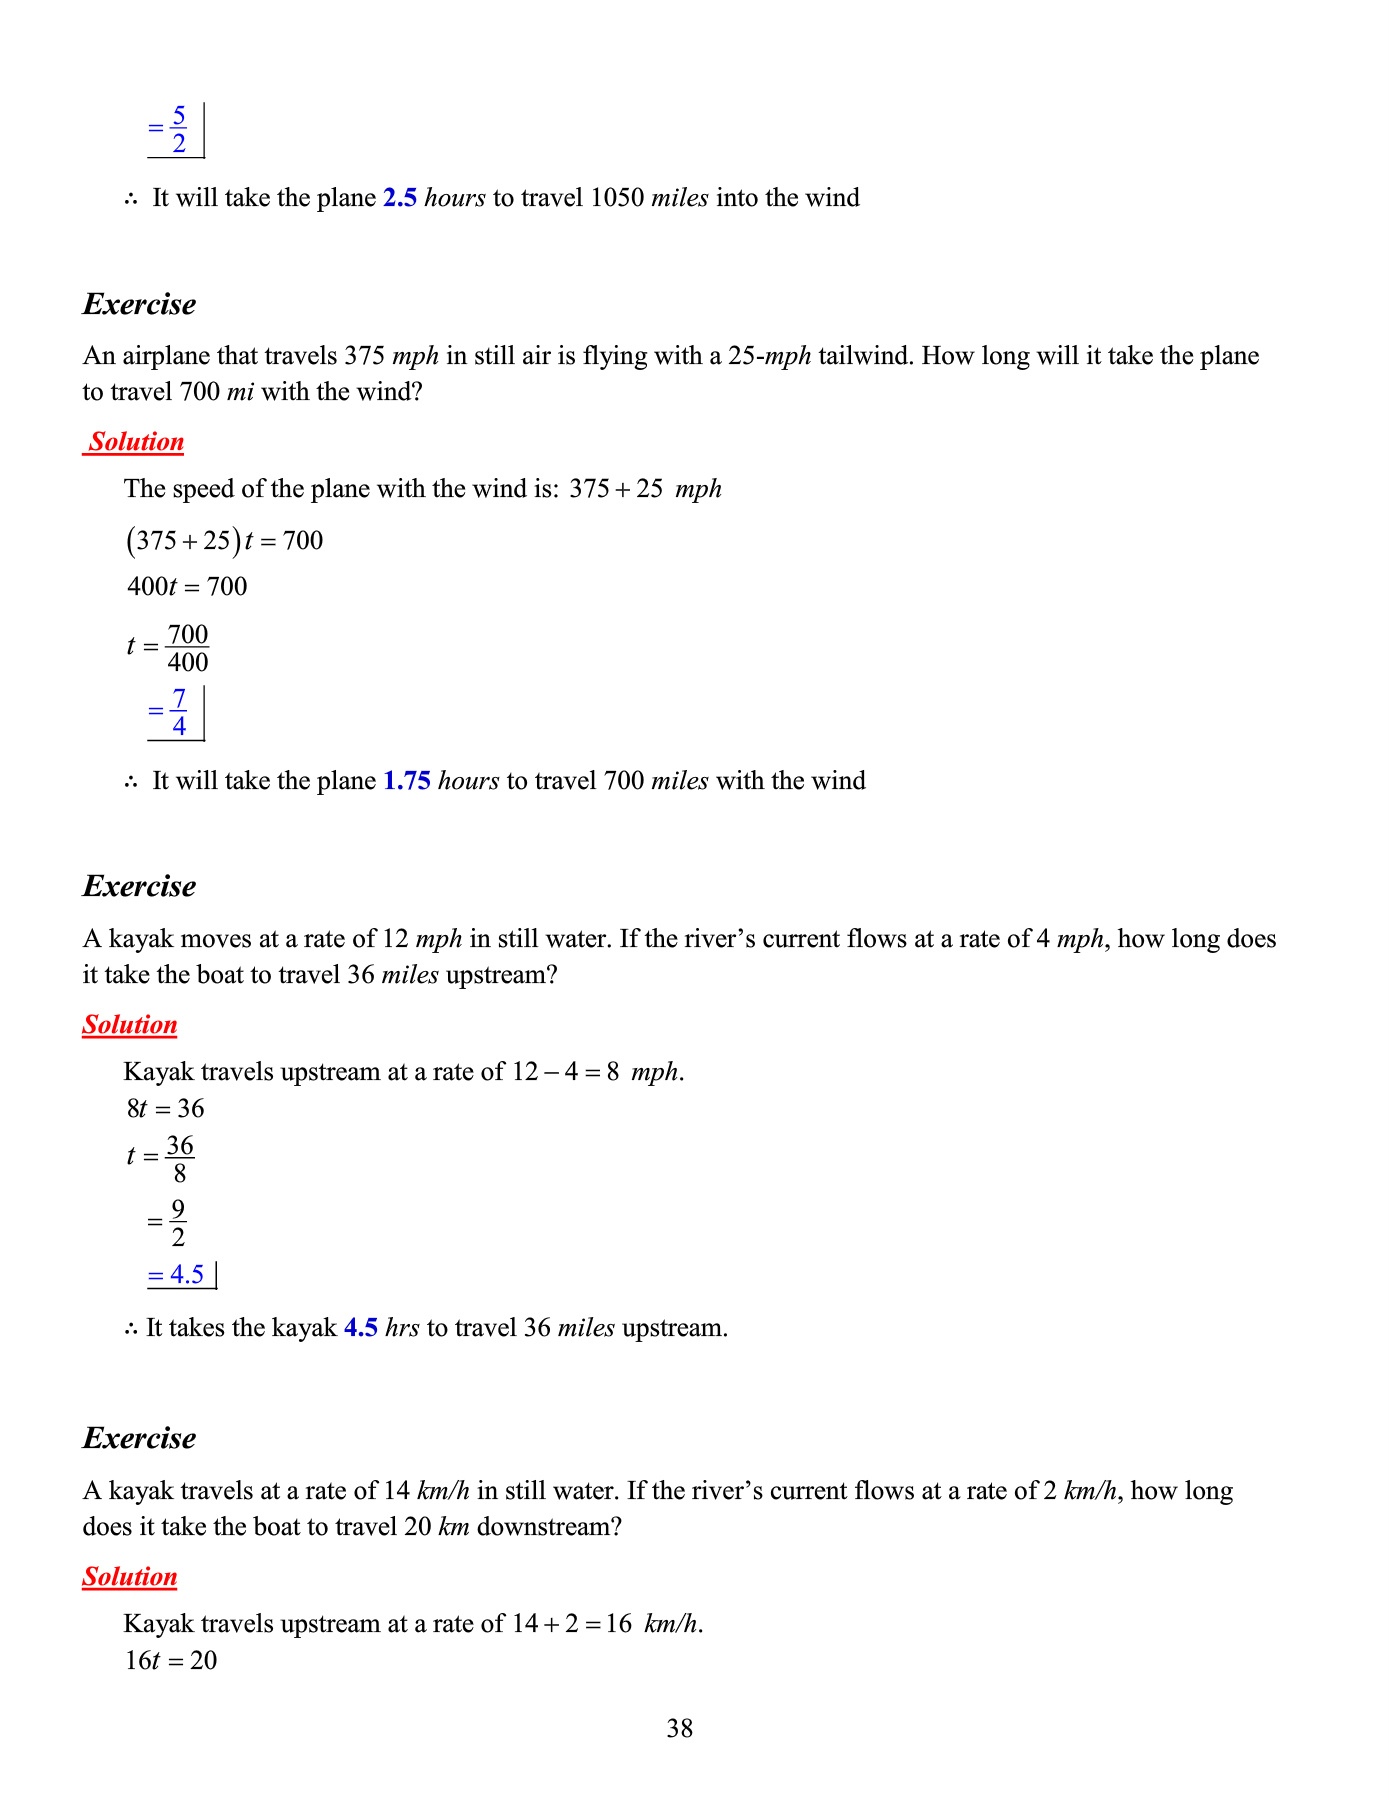 = 5/2
∴ It will take the plane 2.5 hours to travel 1050 miles into the wind
Exercise
An airplane that travels 375 mph in still air is flying with a 25-mph tailwind. How long will it take the plane
to travel 700 mi with the wind?
Solution
The speed of the plane with the wind is: 375 + 25 mph
(375 + 25)t = 700
400t = 700
t = 700/400
= 7/4
∴ It will take the plane 1.75 hours to travel 700 miles with the wind
Exercise
A kayak moves at a rate of 12 mph in still water. If the river’s current flows at a rate of 4 mph, how long does
it take the boat to travel 36 miles upstream?
Solution
Kayak travels upstream at a rate of 12 − 4 = 8 mph.
8t = 36
t = 36/8
= 9/2
= 4.5
∴ It takes the kayak 4.5 hrs to travel 36 miles upstream.
Exercise
A kayak travels at a rate of 14 km/h in still water. If the river’s current flows at a rate of 2 km/h, how long
does it take the boat to travel 20 km downstream?
Solution
Kayak travels upstream at a rate of 14 + 2 = 16 km/h.
16t = 20
38